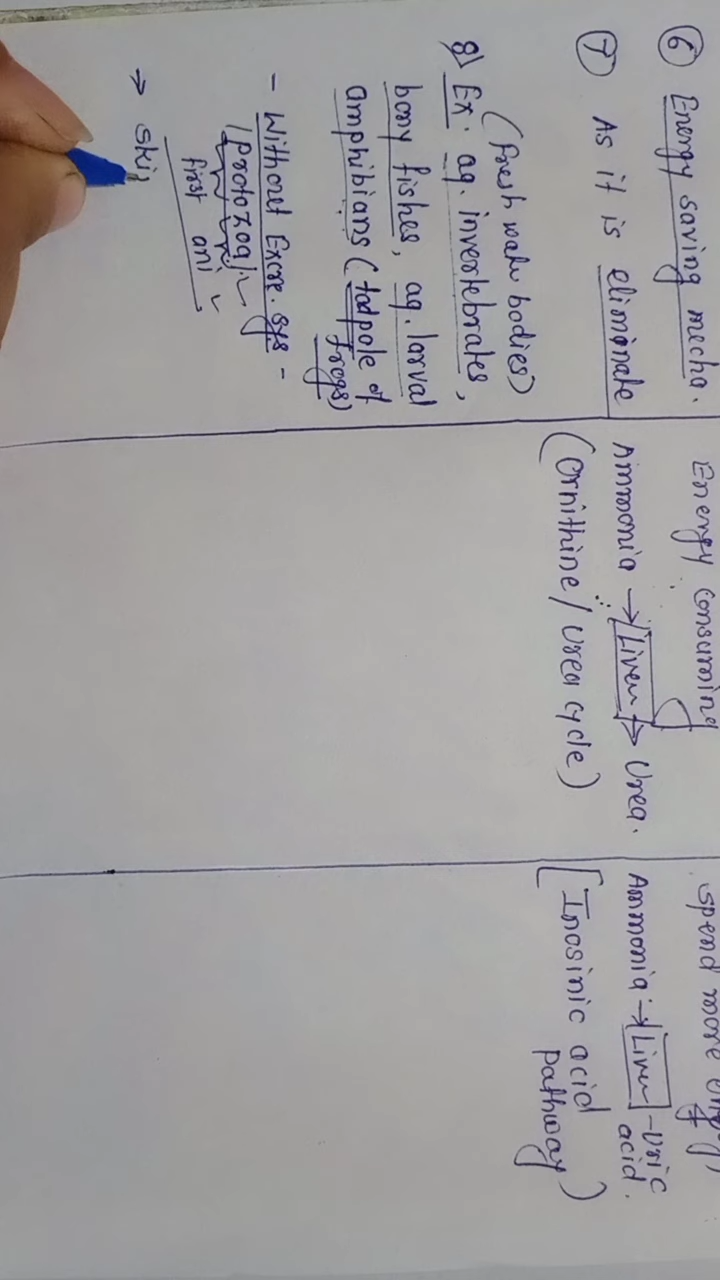 ⑥ Energy saving mecha.
⑦ As it is eliminate
(Fresh water bodies)
8) Ex: aq. invertebrates,
bony fishes, aq. larval
amphibians (tadpole of
frogs)
- Without Excre. sys -
(protozoa)
first ani
→ Skin
Energy consuming
Ammonia → Liver → Urea.
(Ornithine/Urea cycle)
spend more
Ammonia → Liver - Uric
acid.
[Inosinic acid
pathway)